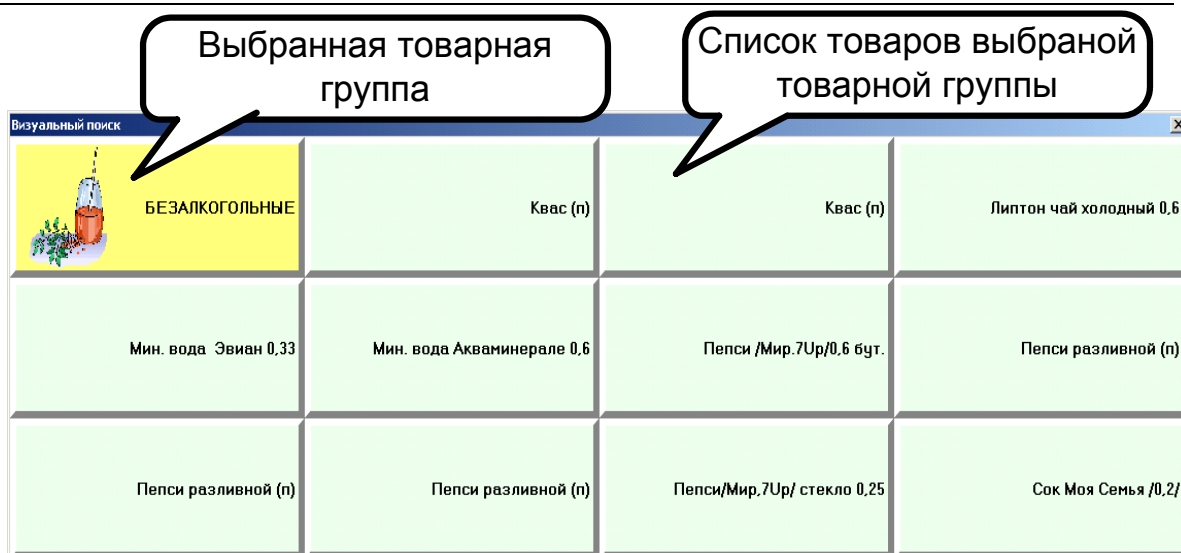 Выбранная товарная
группа
Список товаров выбраной
товарной группы
Визуальный поиск
БЕЗАЛКОГОЛЬНЫЕ
Квас (п)
Квас (п)
Липтон чай холодный 0,6
Мин. вода Эвиан 0,33
Мин. вода Акваминерале 0,6
Пепси /Мир.7Up/0,6 бут.
Пепси разливной (п)
Пепси разливной (п)
Пепси разливной (п)
Пепси/Мир,7Up/ стекло 0,25
Сок Моя Семья /0,2/